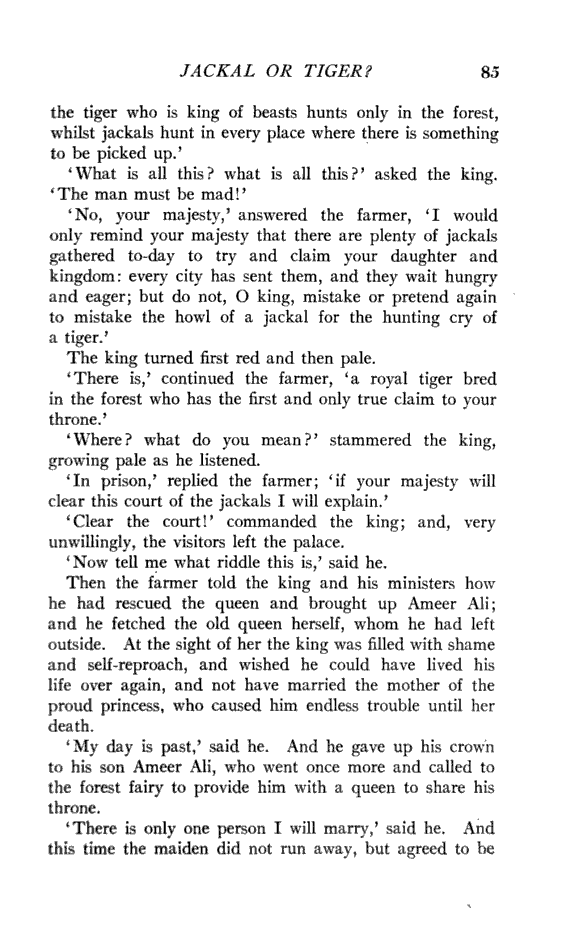 JACKAL OR TIGER? 85
the tiger who is king of beasts hunts only in the forest,
whilst jackals hunt in every place where there is something
to be picked up.’
‘What is all this? what is all this?’ asked the king.
‘The man must be mad!’
‘No, your majesty,’ answered the farmer, ‘I would
only remind your majesty that there are plenty of jackals
gathered to-day to try and claim your daughter and
kingdom: every city has sent them, and they wait hungry
and eager; but do not, O king, mistake or pretend again
to mistake the howl of a jackal for the hunting cry of
a tiger.’
The king turned first red and then pale.
‘There is,’ continued the farmer, ‘a royal tiger bred
in the forest who has the first and only true claim to your
throne.’
‘Where? what do you mean?’ stammered the king,
growing pale as he listened.
‘In prison,’ replied the farmer; ‘if your majesty will
clear this court of the jackals I will explain.’
‘Clear the court!’ commanded the king; and, very
unwillingly, the visitors left the palace.
‘Now tell me what riddle this is,’ said he.
Then the farmer told the king and his ministers how
he had rescued the queen and brought up Ameer Ali;
and he fetched the old queen herself, whom he had left
outside. At the sight of her the king was filled with shame
and self-reproach, and wished he could have lived his
life over again, and not have married the mother of the
proud princess, who caused him endless trouble until her
death.
‘My day is past,’ said he. And he gave up his crown
to his son Ameer Ali, who went once more and called to
the forest fairy to provide him with a queen to share his
throne.
‘There is only one person I will marry,’ said he. And
this time the maiden did not run away, but agreed to be